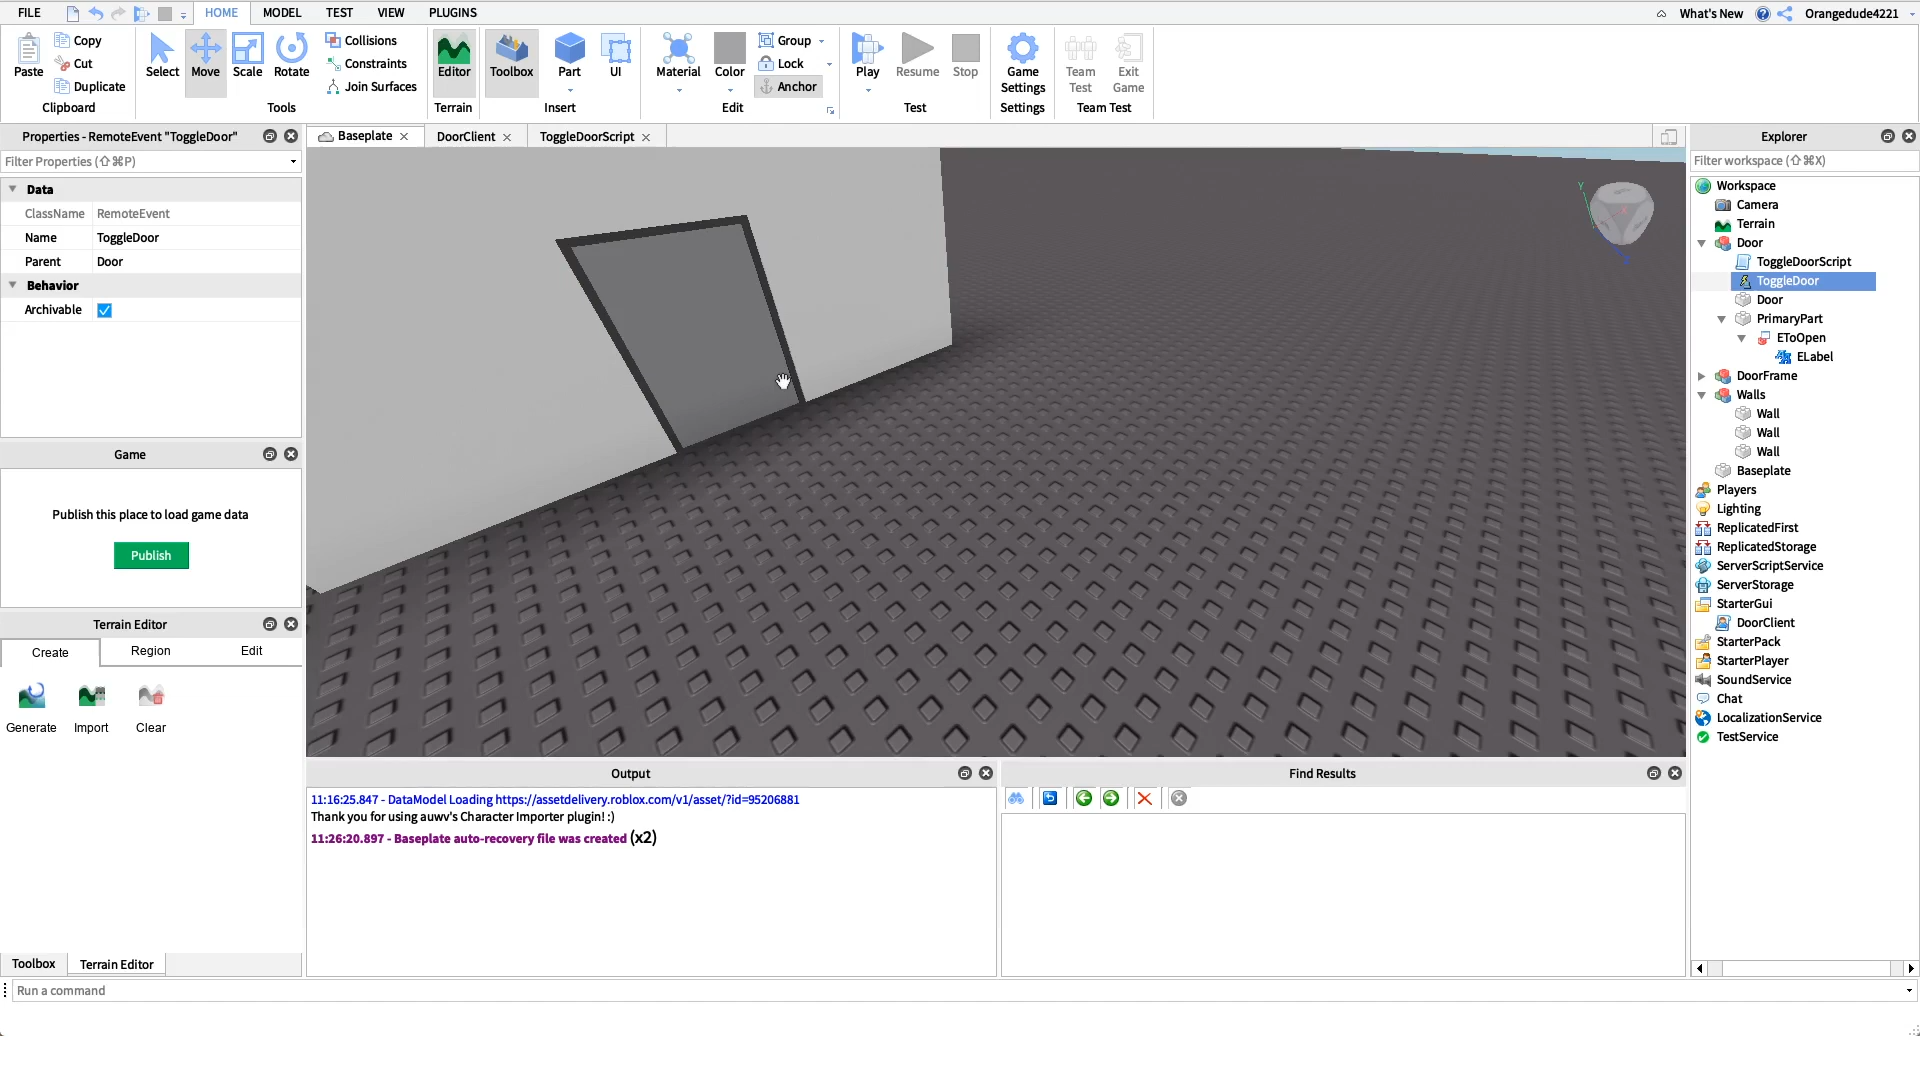 FILE HOME MODEL TEST VIEW PLUGINS What's New Orangedude4221
Paste Copy Cut Duplicate Clipboard
Select Move Scale Rotate Collisions Constraints Join Surfaces Tools
Editor Terrain
Toolbox Part UI Insert
Material Color Group Lock Anchor Edit
Play Resume Stop Test
Game Settings Settings
Team Test Exit Game Team Test
Properties - RemoteEvent "ToggleDoor"
Filter Properties (⇧⌘P)
Data
ClassName RemoteEvent
Name ToggleDoor
Parent Door
Behavior
Archivable
Game
Publish this place to load game data
Publish
Terrain Editor
Create Region Edit
Generate Import Clear
Toolbox Terrain Editor
Run a command
Baseplate DoorClient ToggleDoorScript
Y
Output
11:16:25.847 - DataModel Loading https://assetdelivery.roblox.com/v1/asset/?id=95206881
Thank you for using auwv's Character Importer plugin! :)
11:26:20.897 - Baseplate auto-recovery file was created (x2)
Find Results
Explorer
Filter workspace (⇧⌘X)
Workspace
Camera
Terrain
Door
ToggleDoorScript
ToggleDoor
Door
PrimaryPart
EToOpen
ELabel
DoorFrame
Walls
Wall
Wall
Wall
Baseplate
Players
Lighting
ReplicatedFirst
ReplicatedStorage
ServerScriptService
ServerStorage
StarterGui
DoorClient
StarterPack
StarterPlayer
SoundService
Chat
LocalizationService
TestService